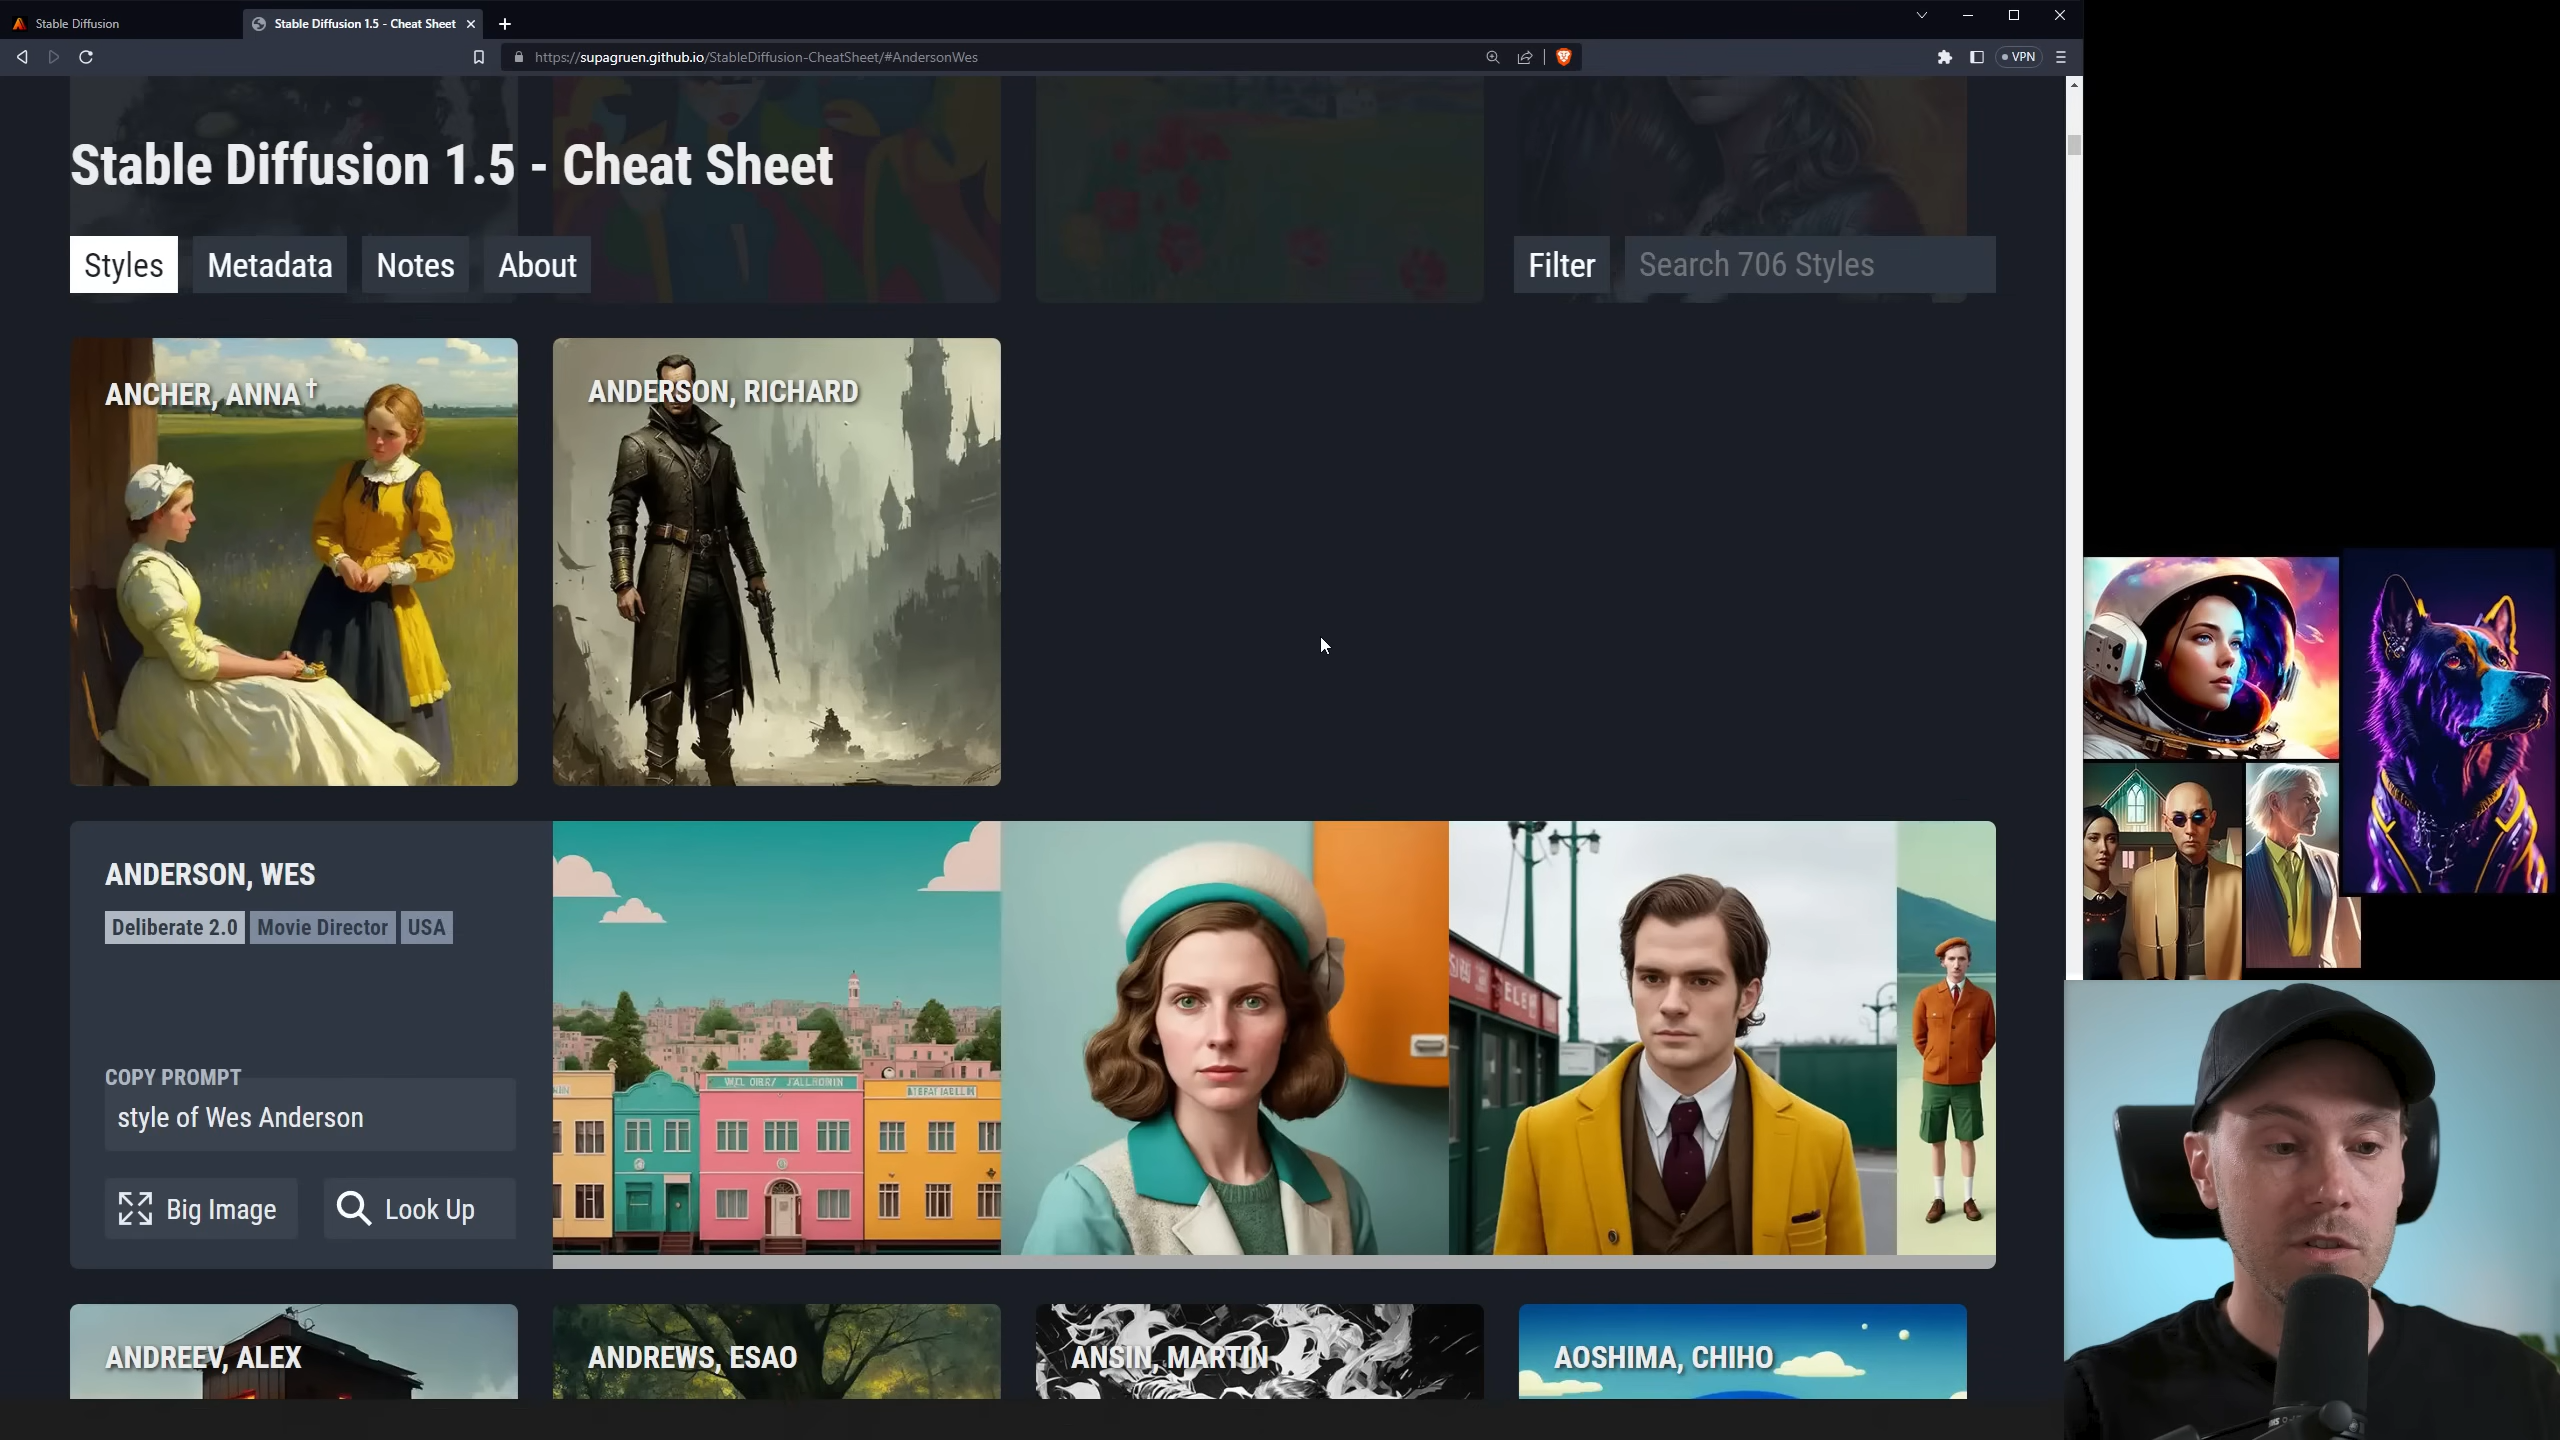 Stable Diffusion
Stable Diffusion 1.5 - Cheat Sheet
https://supagruen.github.io/StableDiffusion-CheatSheet/#AndersonWes
VPN
Stable Diffusion 1.5 - Cheat Sheet
Styles Metadata Notes About
Filter Search 706 Styles
ANCHER, ANNA †
ANDERSON, RICHARD
ANDERSON, WES
Deliberate 2.0 Movie Director USA
COPY PROMPT
style of Wes Anderson
Big Image Look Up
ANDREEV, ALEX
ANDREWS, ESAO
ANSIN, MARTIN
AOSHIMA, CHIHO